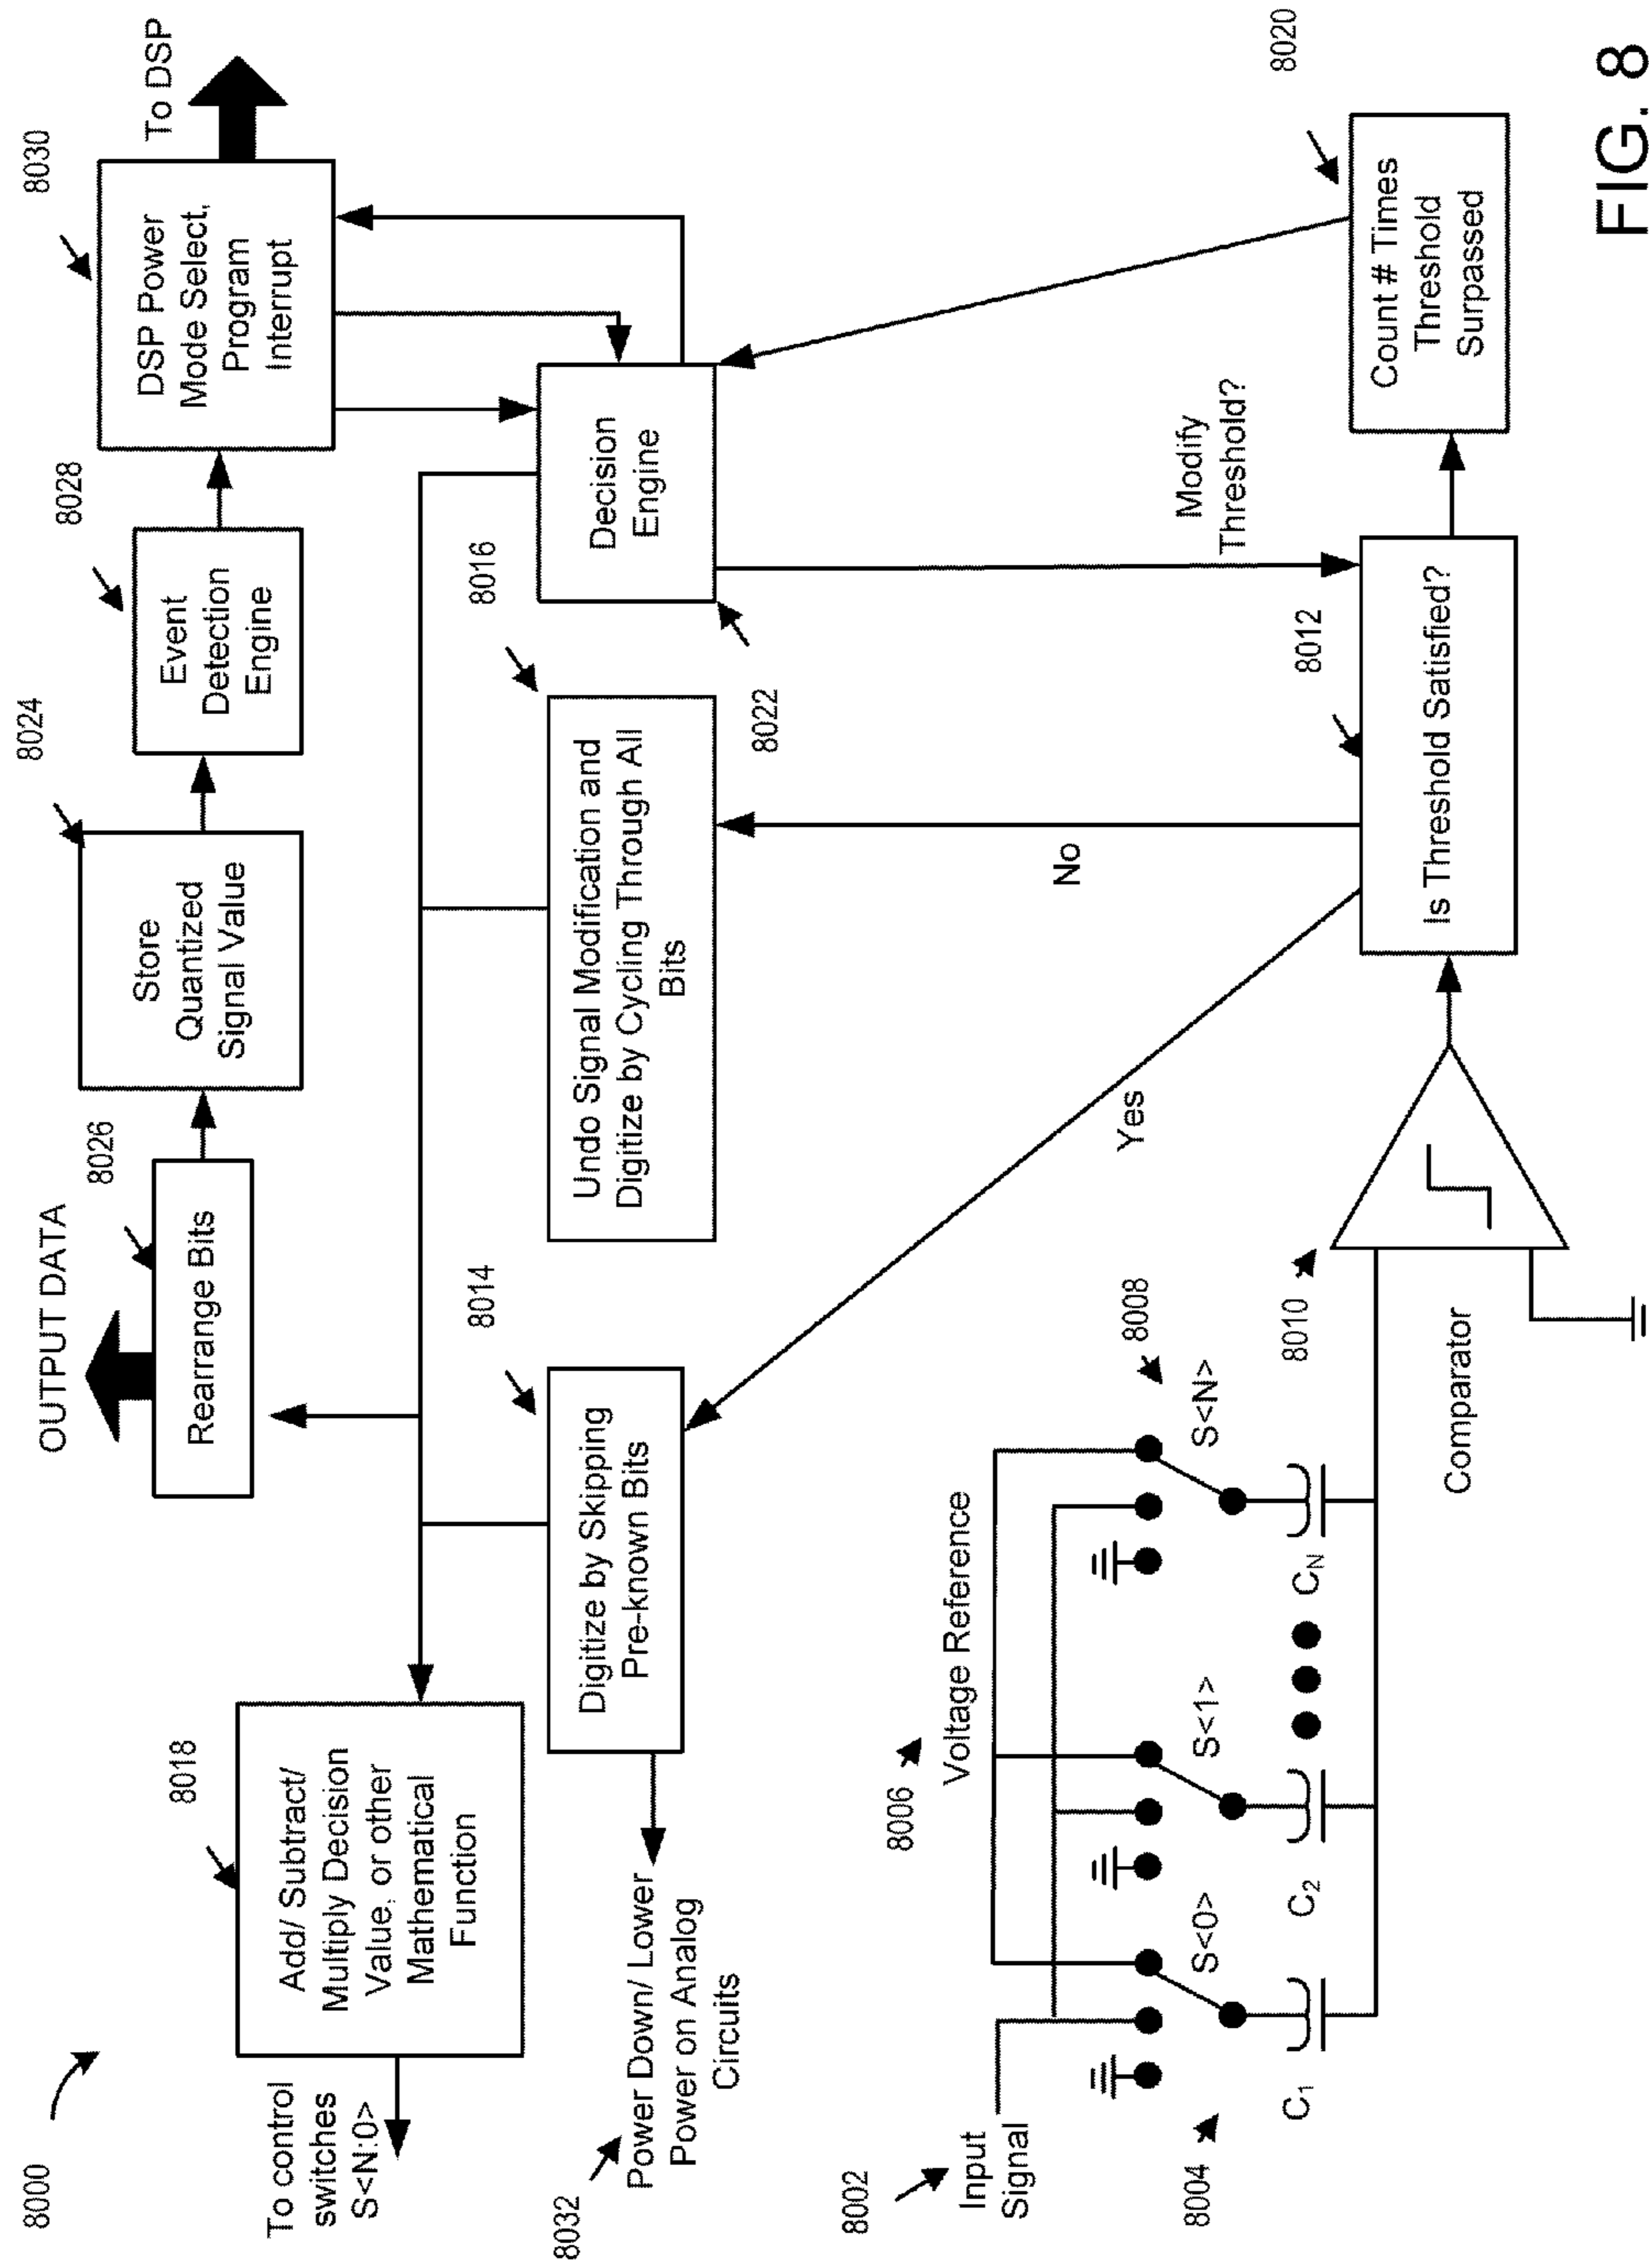 8000
To control
switches
S<N:0>
8018
Add/ Subtract/
Multiply Decision
Value, or other
Mathematical
Function
OUTPUT DATA
8026
Rearrange Bits
8024
Store
Quantized
Signal Value
8028
Event
Detection
Engine
8030
DSP Power
Mode Select,
Program
Interrupt
To DSP
8032
Power Down/ Lower
Power on Analog
Circuits
8014
Digitize by Skipping
Pre-known Bits
8016
Undo Signal Modification and
Digitize by Cycling Through All
Bits
8022
Decision
Engine
Modify
Threshold?
No
Yes
8002
Input
Signal
8004
8006
Voltage Reference
8008
S<0>
S<1>
S<N>
C1
C2
CN
8010
Comparator
8012
Is Threshold Satisfied?
8020
Count # Times
Threshold
Surpassed
FIG. 8